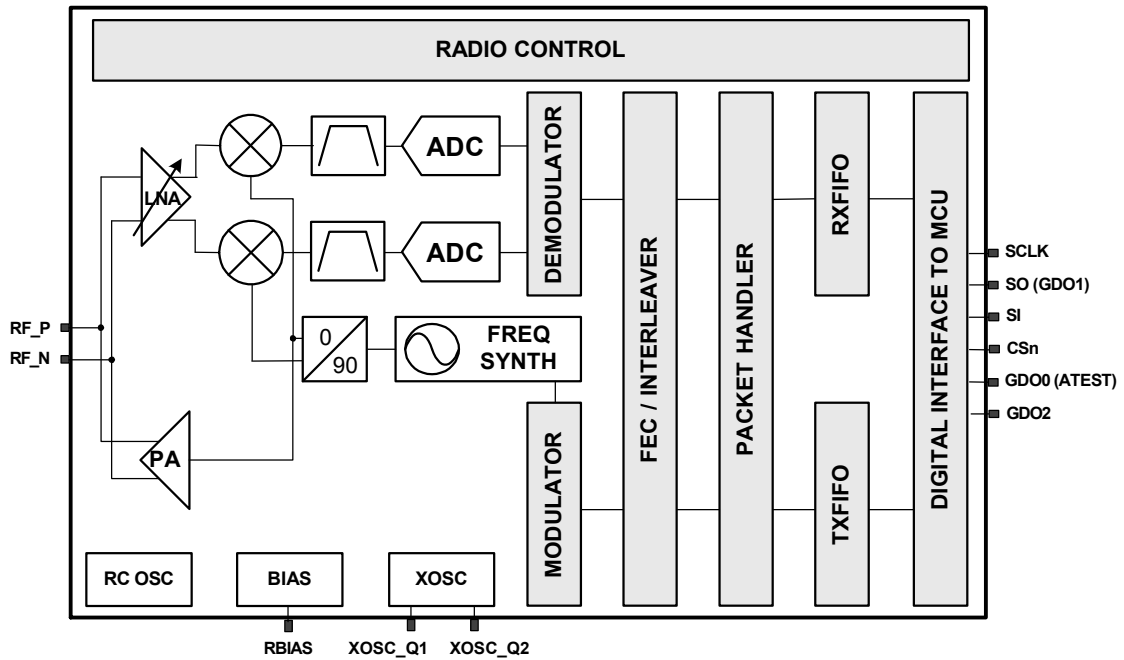 RADIO CONTROL
LNA
ADC
ADC
DEMODULATOR
FEC / INTERLEAVER
PACKET HANDLER
RXFIFO
DIGITAL INTERFACE TO MCU
SCLK
SO (GDO1)
SI
CSn
GDO0 (ATEST)
GDO2
RF_P
RF_N
0
90
FREQ
SYNTH
PA
MODULATOR
TXFIFO
RC OSC
BIAS
XOSC
RBIAS
XOSC_Q1
XOSC_Q2